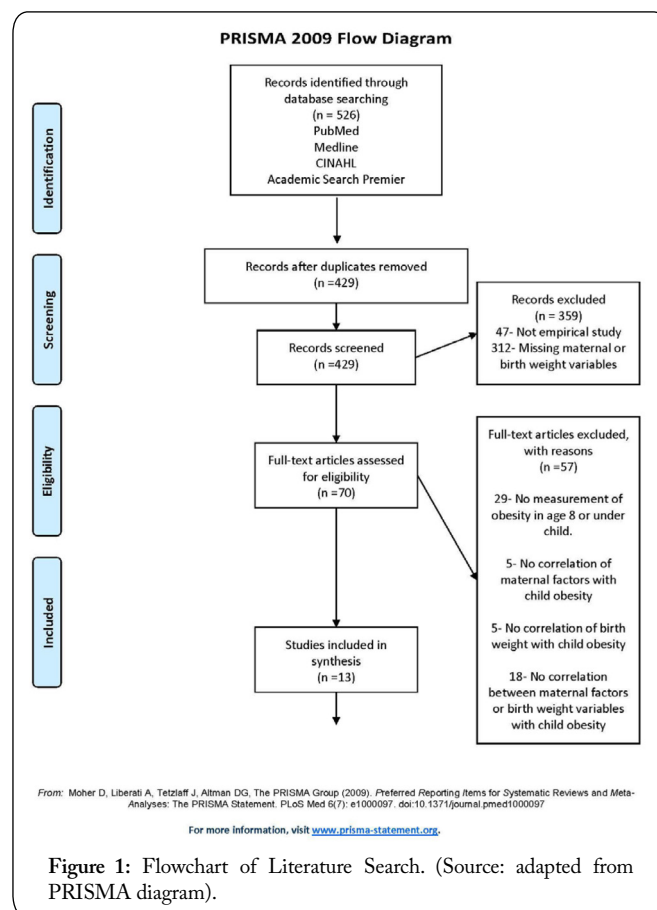 PRISMA 2009 Flow Diagram
Identification
Records identified through
database searching
(n = 526)
PubMed
Medline
CINAHL
Academic Search Premier
Screening
Records after duplicates removed
(n =429)
Records screened
(n =429)
Records excluded
(n = 359)
47- Not empirical study
312- Missing maternal or
birth weight variables
Eligibility
Full-text articles assessed
for eligibility
(n =70)
Full-text articles excluded,
with reasons
(n =57)
29- No measurement of
obesity in age 8 or under
child.
5- No correlation of
maternal factors with
child obesity
5- No correlation of birth
weight with child obesity
18- No correlation
between maternal factors
or birth weight variables
with child obesity
Included
Studies included in
synthesis
(n =13)
From: Moher D, Liberati A, Tetzlaff J, Altman DG, The PRISMA Group (2009). Preferred Reporting Items for Systematic Reviews and Meta-
Analyses: The PRISMA Statement. PLoS Med 6(7): e1000097. doi:10.1371/journal.pmed1000097
For more information, visit www.prisma-statement.org.
Figure 1: Flowchart of Literature Search. (Source: adapted from
PRISMA diagram).